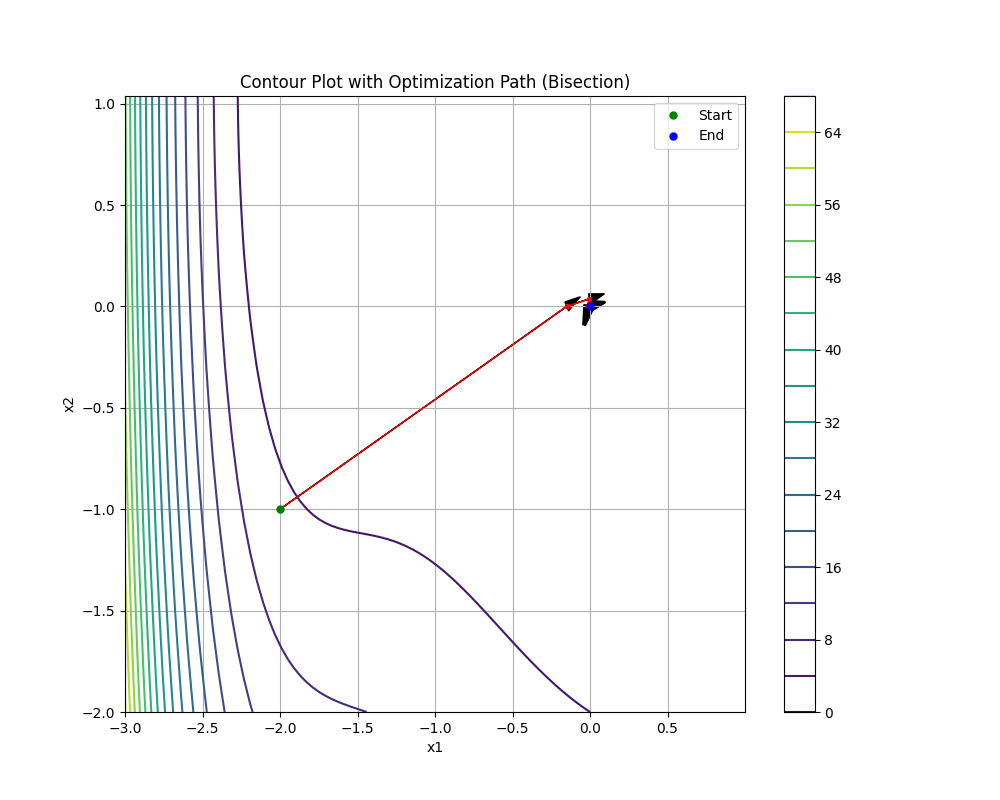 Contour Plot with Optimization Path (Bisection)
Start
End
1.0
0.5
0.0
−0.5
−1.0
−1.5
−2.0
x2
−3.0 −2.5 −2.0 −1.5 −1.0 −0.5 0.0 0.5
x1
64
56
48
40
32
24
16
8
0